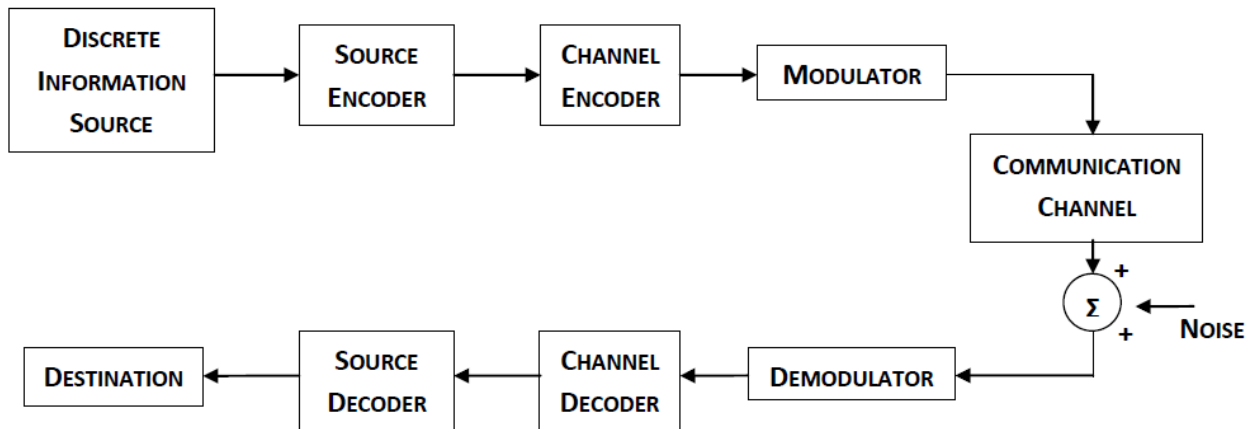 DISCRETE
INFORMATION
SOURCE
SOURCE
ENCODER
CHANNEL
ENCODER
MODULATOR
COMMUNICATION
CHANNEL
+
Σ
+
NOISE
DEMODULATOR
CHANNEL
DECODER
SOURCE
DECODER
DESTINATION